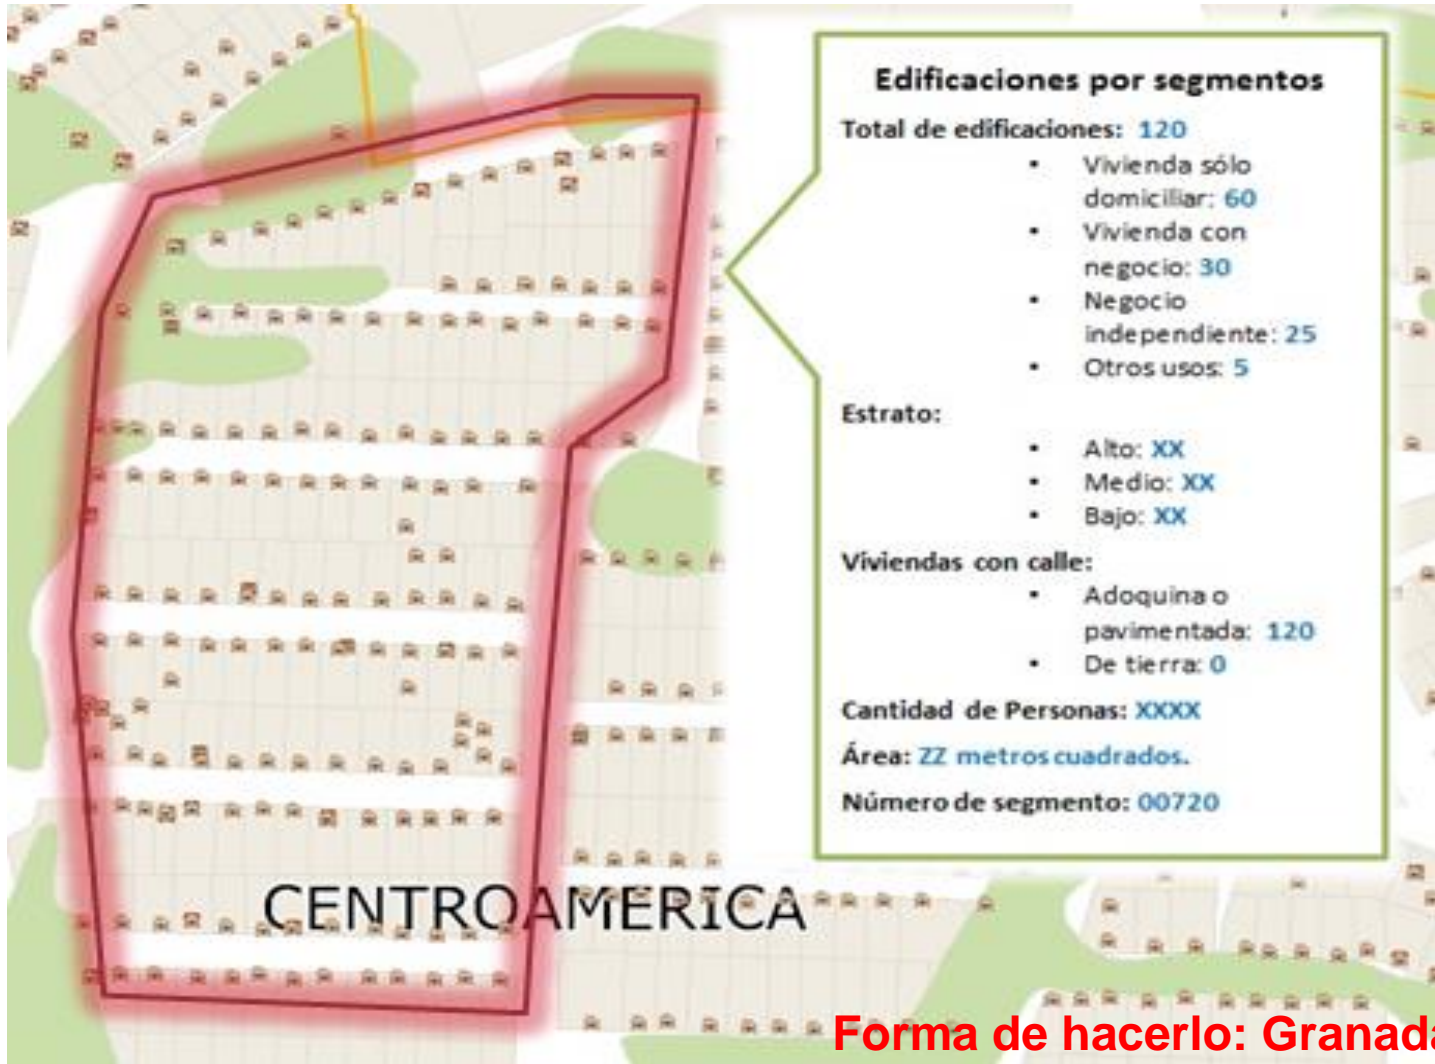 Edificaciones por segmentos
Total de edificaciones: 120
• Vivienda sólo
domiciliar: 60
• Vivienda con
negocio: 30
• Negocio
independiente: 25
• Otros usos: 5
Estrato:
• Alto: XX
• Medio: XX
• Bajo: XX
Viviendas con calle:
• Adoquina o
pavimentada: 120
• De tierra: 0
Cantidad de Personas: XXXX
Área: ZZ metros cuadrados.
Número de segmento: 00720
CENTROAMERICA
Forma de hacerlo: Granada